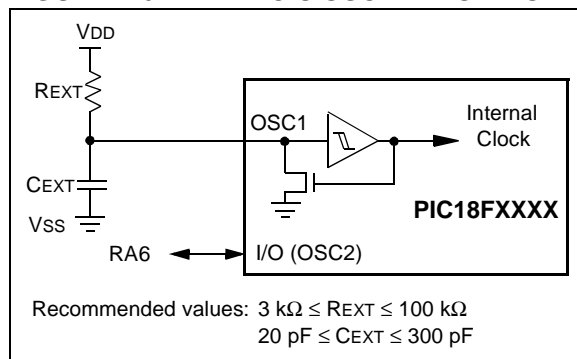 VDD
REXT
OSC1
Internal
Clock
CEXT
PIC18FXXXX
VSS
RA6
I/O (OSC2)
Recommended values: 3 kΩ ≤ REXT ≤ 100 kΩ
20 pF ≤ CEXT ≤ 300 pF